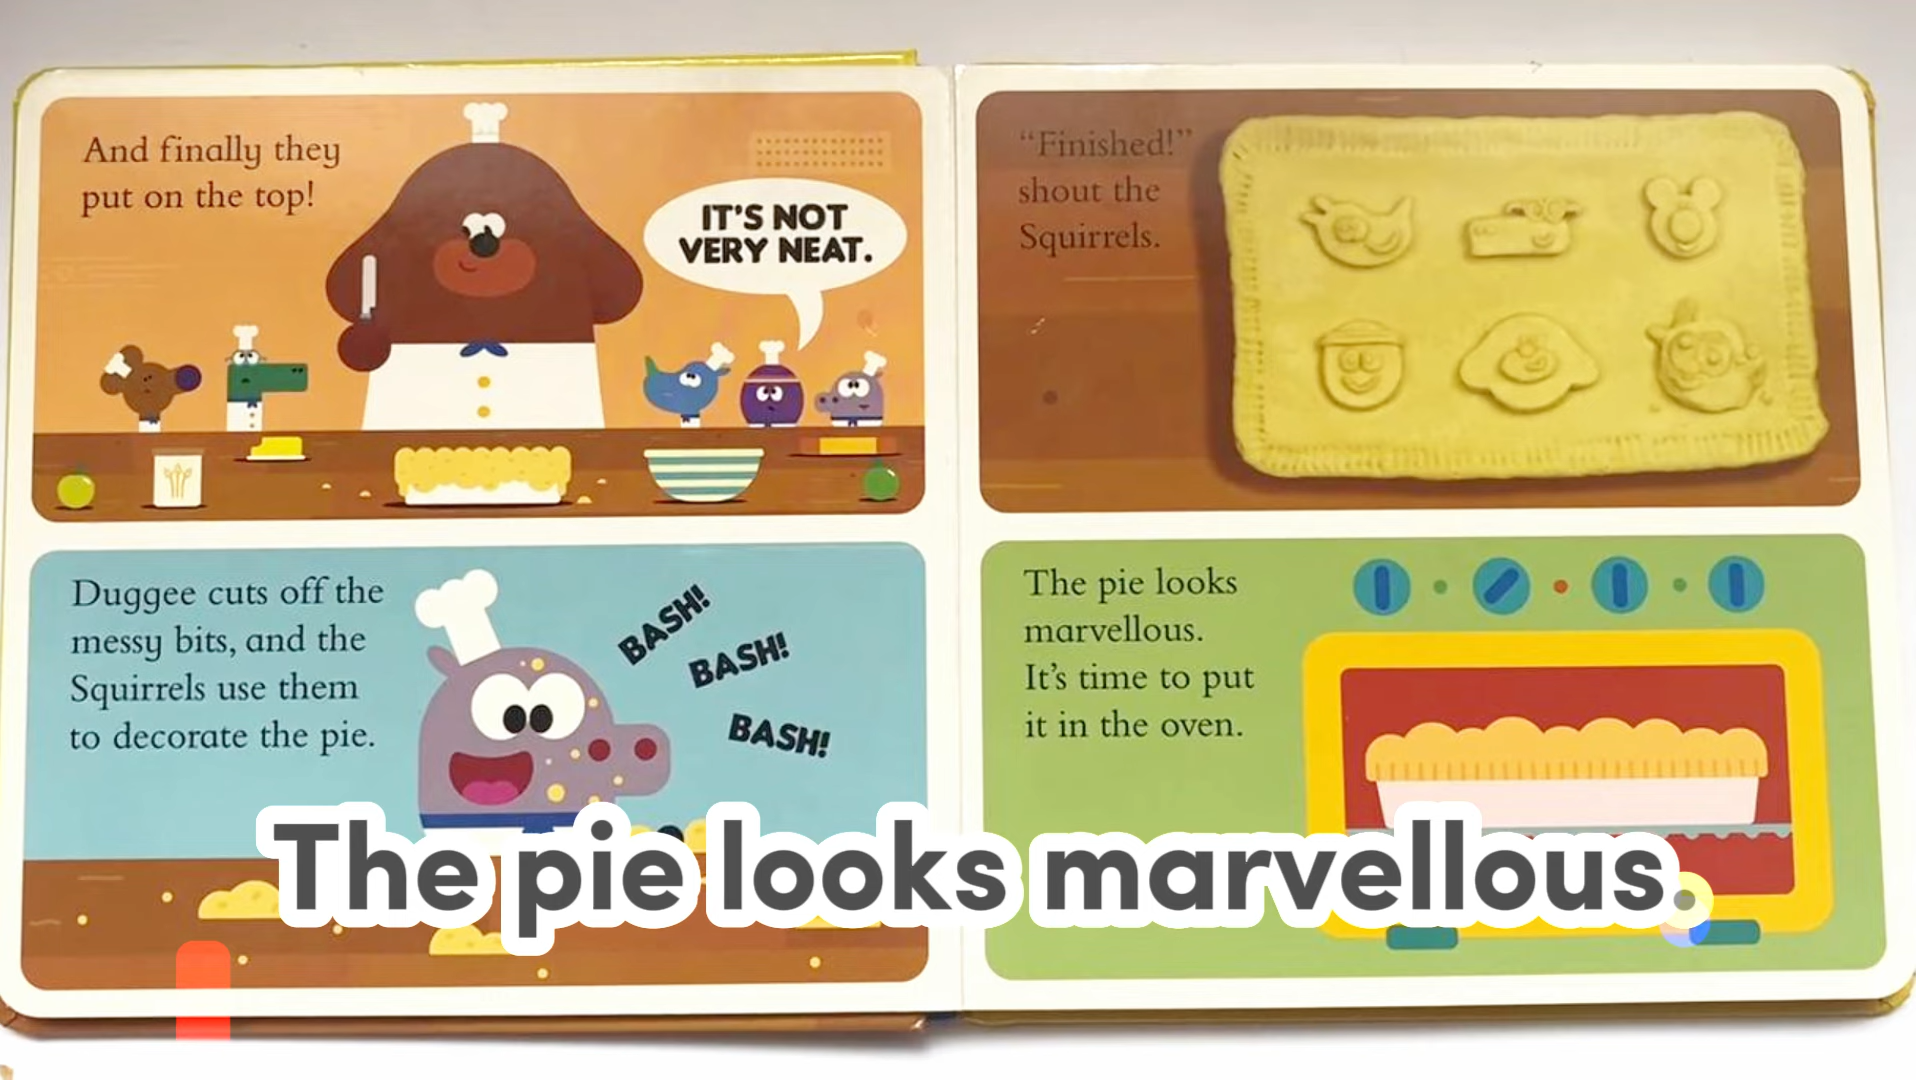 And finally they
put on the top!
IT'S NOT
VERY NEAT.
Duggee cuts off the
messy bits, and the
Squirrels use them
to decorate the pie.
BASH!
BASH!
BASH!
“Finished!”
shout the
Squirrels.
The pie looks
marvellous.
It's time to put
it in the oven.
The pie looks marvellous.